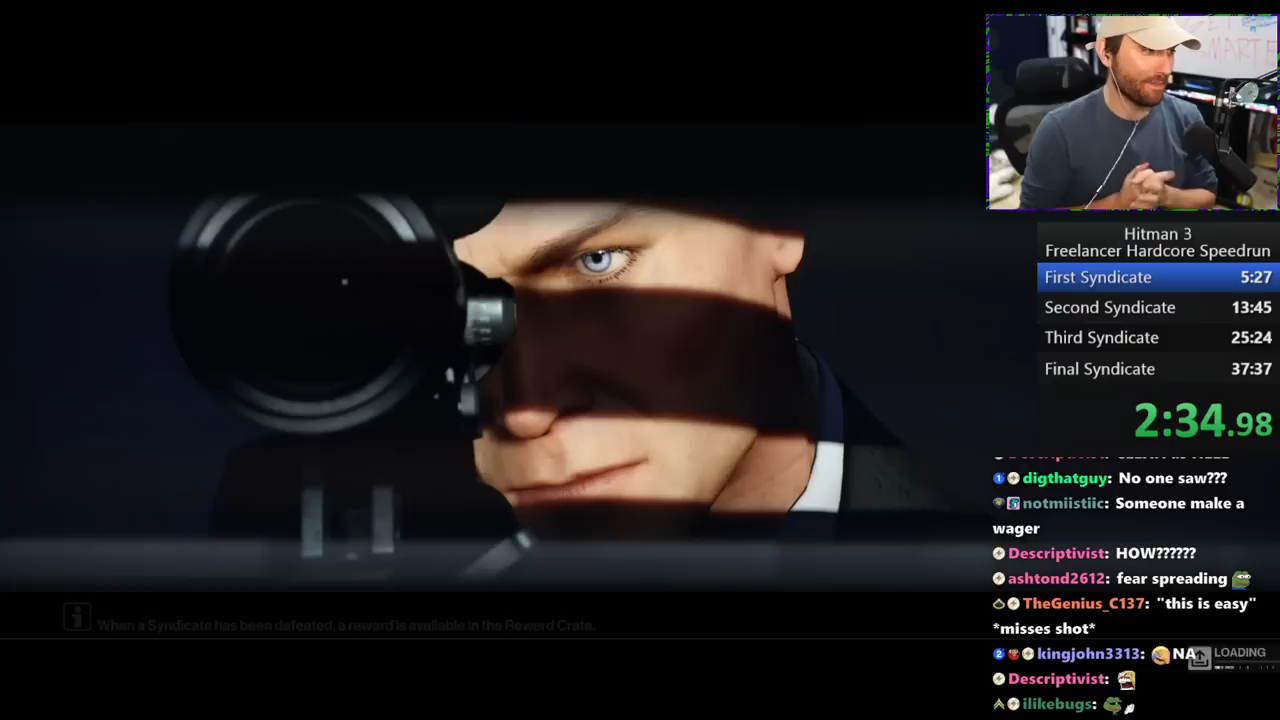 Hitman 3
Freelancer Hardcore Speedrun
First Syndicate 5:27
Second Syndicate 13:45
Third Syndicate 25:24
Final Syndicate 37:37
2:34.98
digthatguy: No one saw???
notmiistiic: Someone make a
wager
Descriptivist: HOW??????
ashtond2612: fear spreading
TheGenius_C137: "this is easy"
*misses shot*
kingjohn3313: NA
LOADING
Descriptivist:
ilikebugs:
When a Syndicate has been defeated, a reward is available in the Reward Crate.